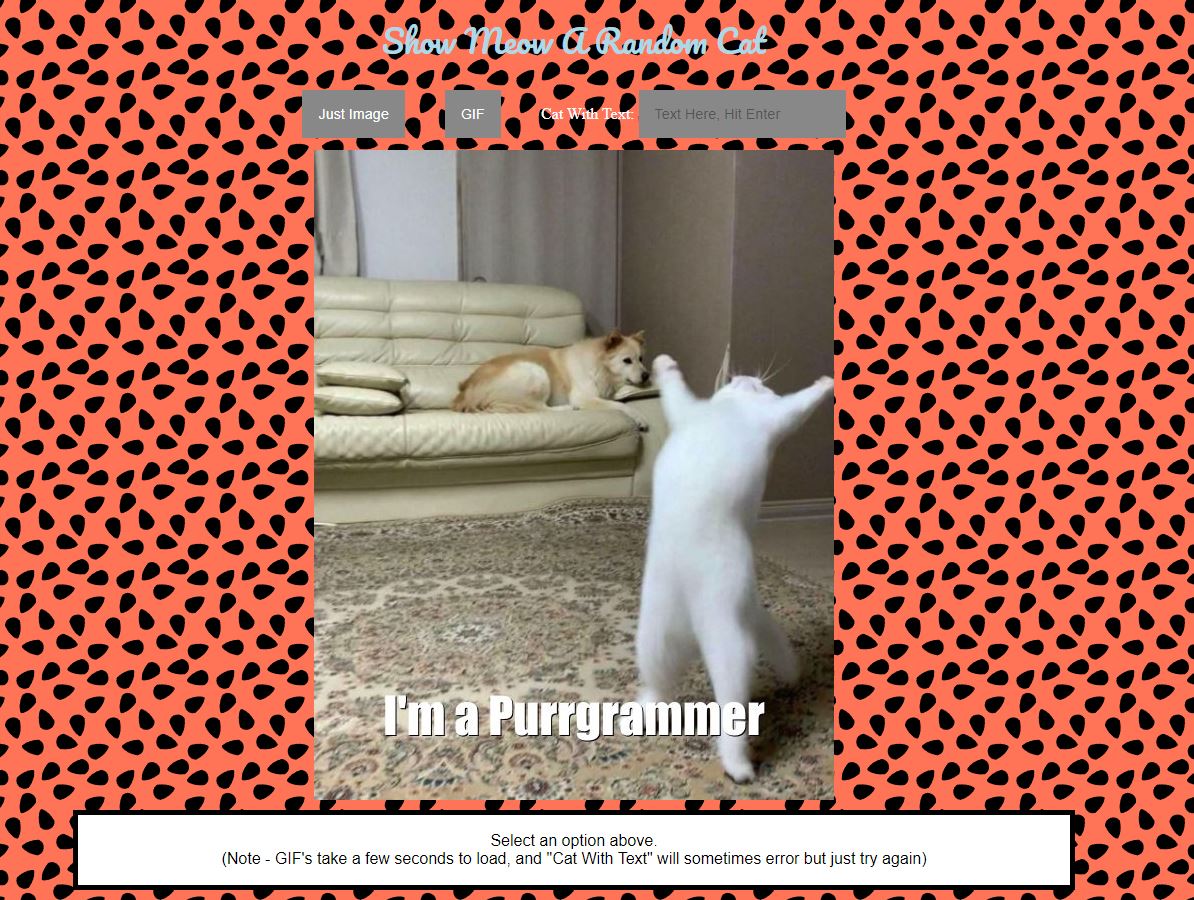 Show Meow A Random Cat
Just Image
GIF
Cat With Text:
Text Here, Hit Enter
I'm a Purrgrammer
Select an option above.
(Note - GIF's take a few seconds to load, and "Cat With Text" will sometimes error but just try again)